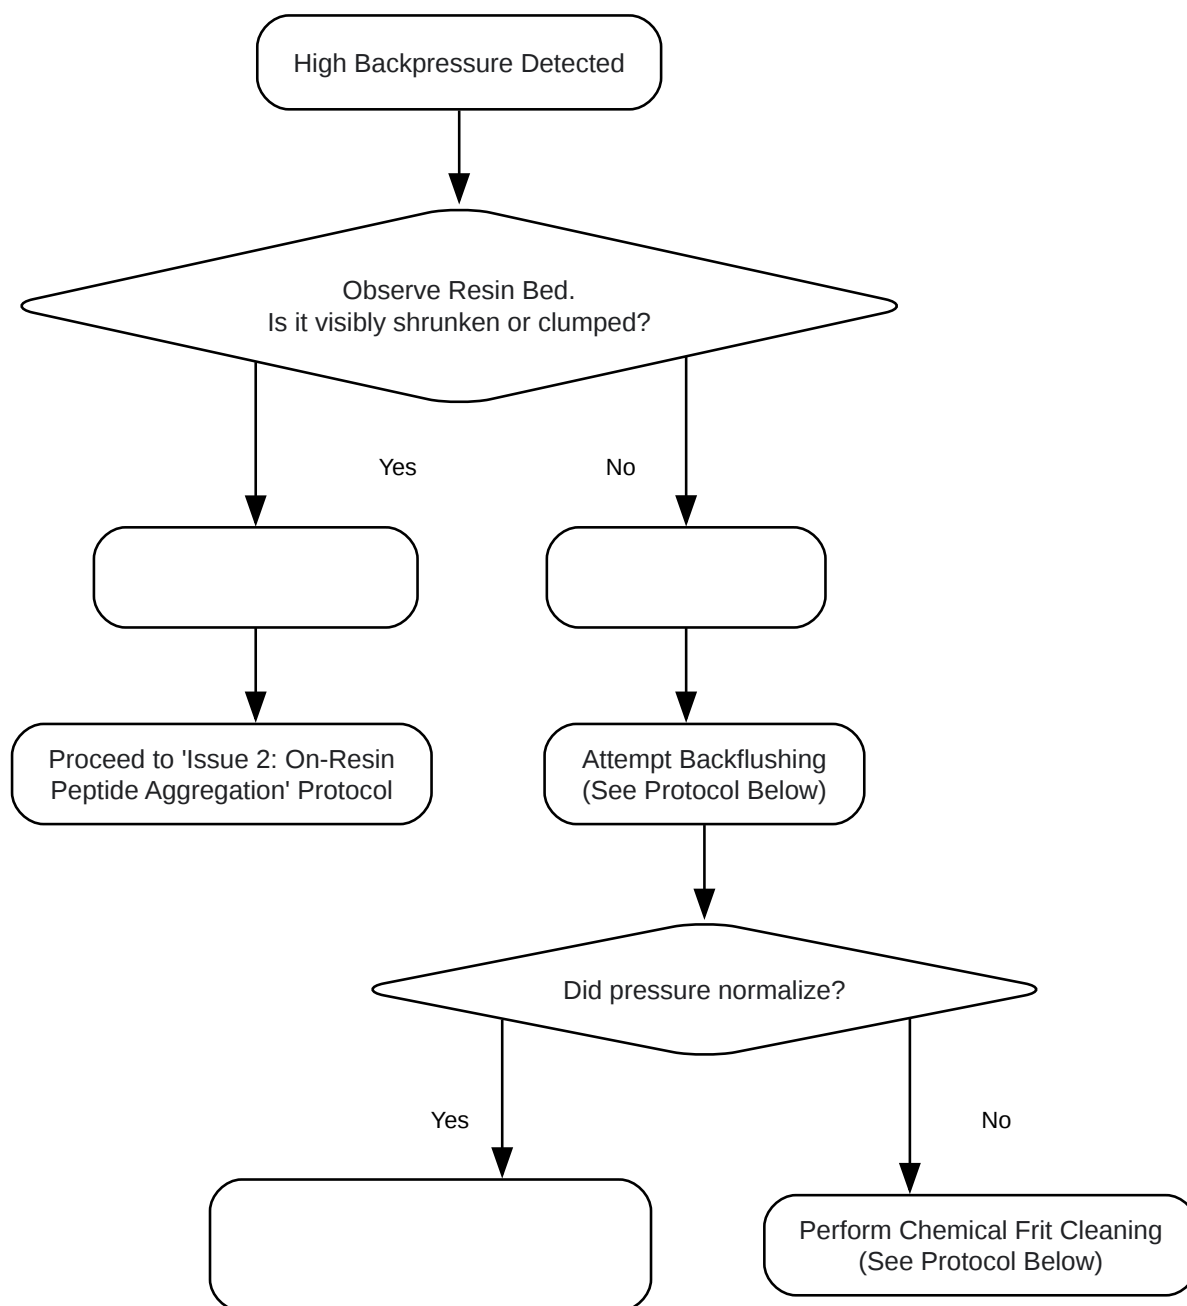 High Backpressure Detected
Observe Resin Bed.
Is it visibly shrunken or clumped?
Yes
No
Proceed to 'Issue 2: On-Resin
Peptide Aggregation' Protocol
Attempt Backflushing
(See Protocol Below)
Did pressure normalize?
Yes
No
Perform Chemical Frit Cleaning
(See Protocol Below)